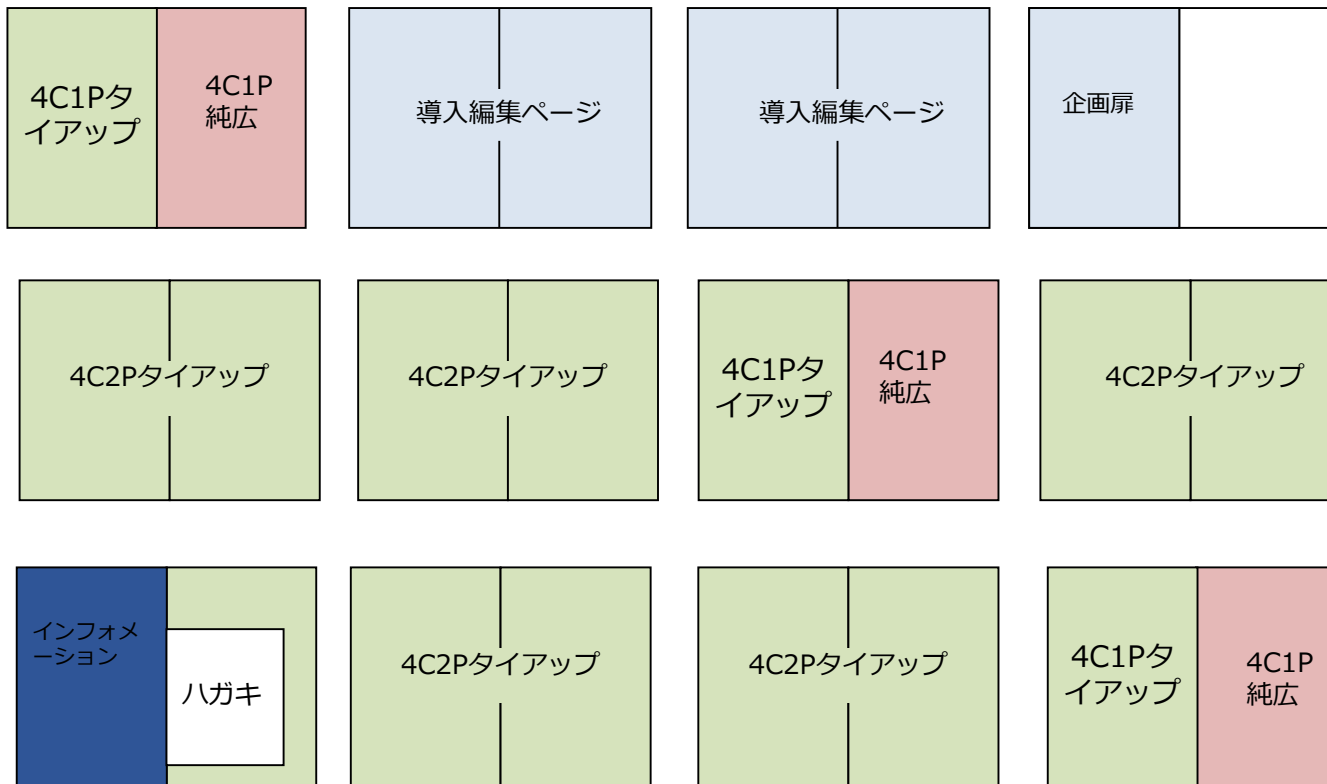 4C1Pタ
イアップ
4C1P
純広
導入編集ページ
導入編集ページ
企画扉
4C2Pタイアップ
4C2Pタイアップ
4C1Pタ
イアップ
4C1P
純広
4C2Pタイアップ
インフォメ
ーション
ハガキ
4C2Pタイアップ
4C2Pタイアップ
4C1Pタ
イアップ
4C1P
純広